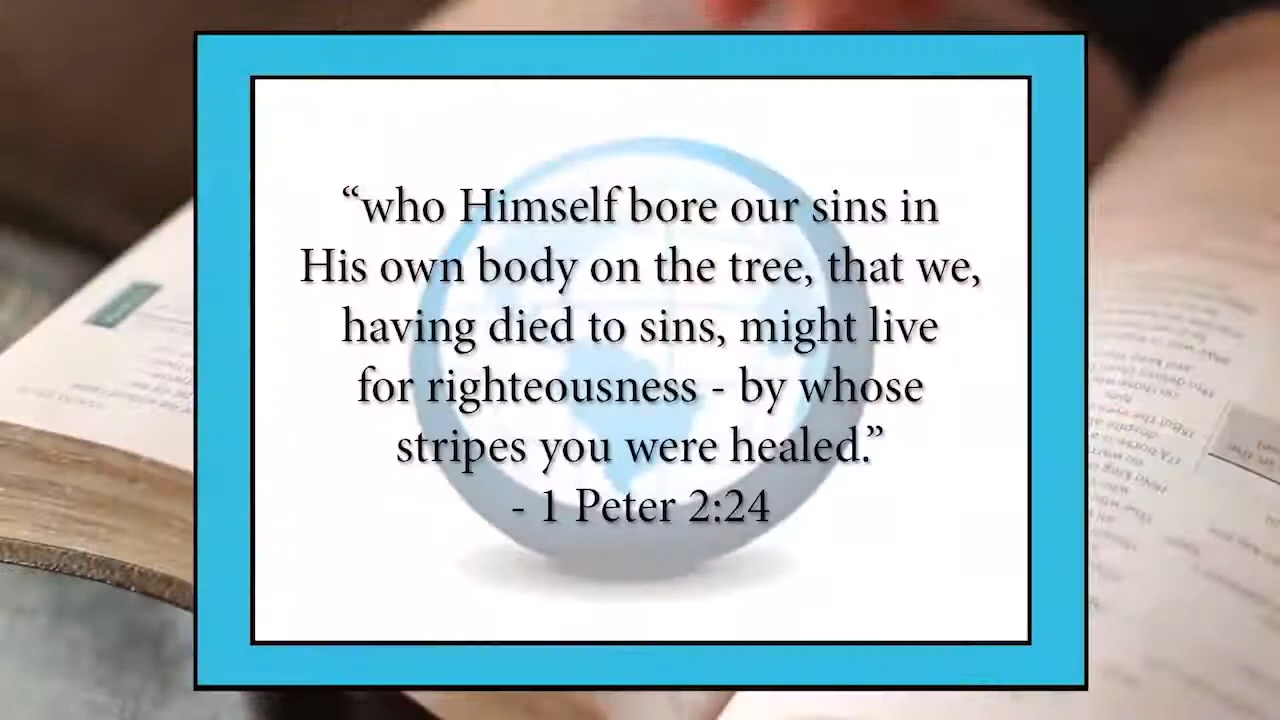 “who Himself bore our sins in
His own body on the tree, that we,
having died to sins, might live
for righteousness - by whose
stripes you were healed.”
- 1 Peter 2:24